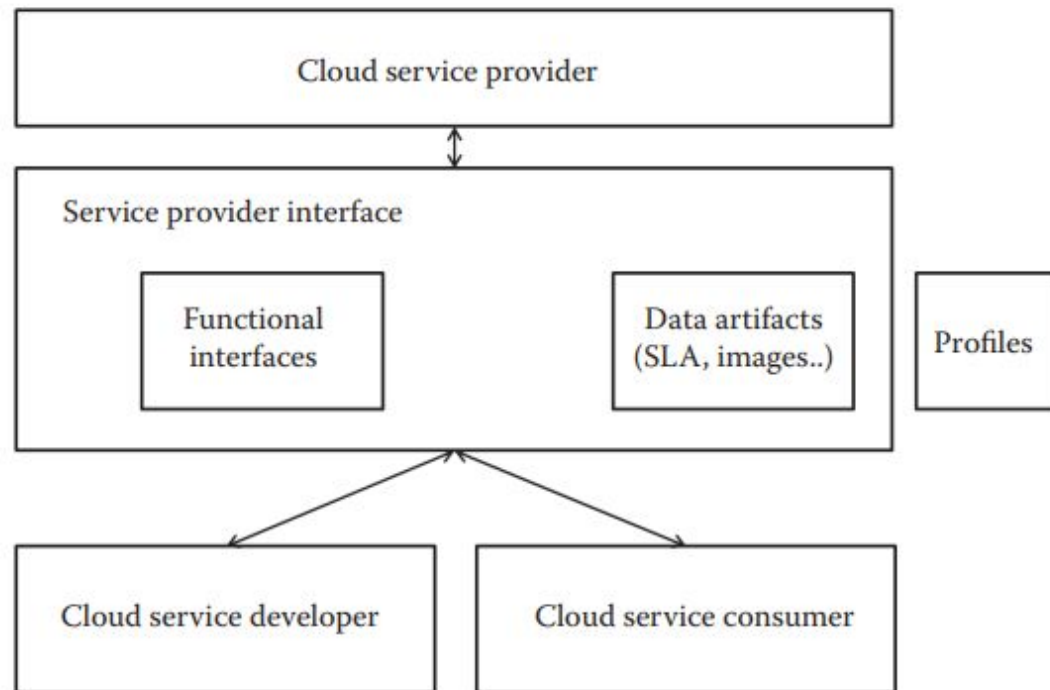 Cloud service provider
Service provider interface
Functional
interfaces
Data artifacts
(SLA, images..)
Profiles
Cloud service developer
Cloud service consumer